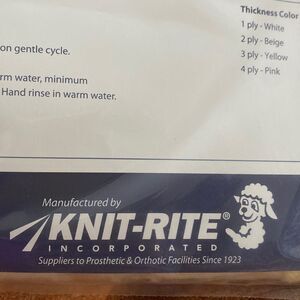 Thickness Color
1 ply - White
on gentle cycle.
2 ply - Beige
3 ply - Yellow
rm water, minimum
4 ply - Pink
Hand rinse in warm water.
Manufactured by
KNIT-RITE®
INCORPORATED
Suppliers to Prosthetic & Orthotic Facilities Since 1923